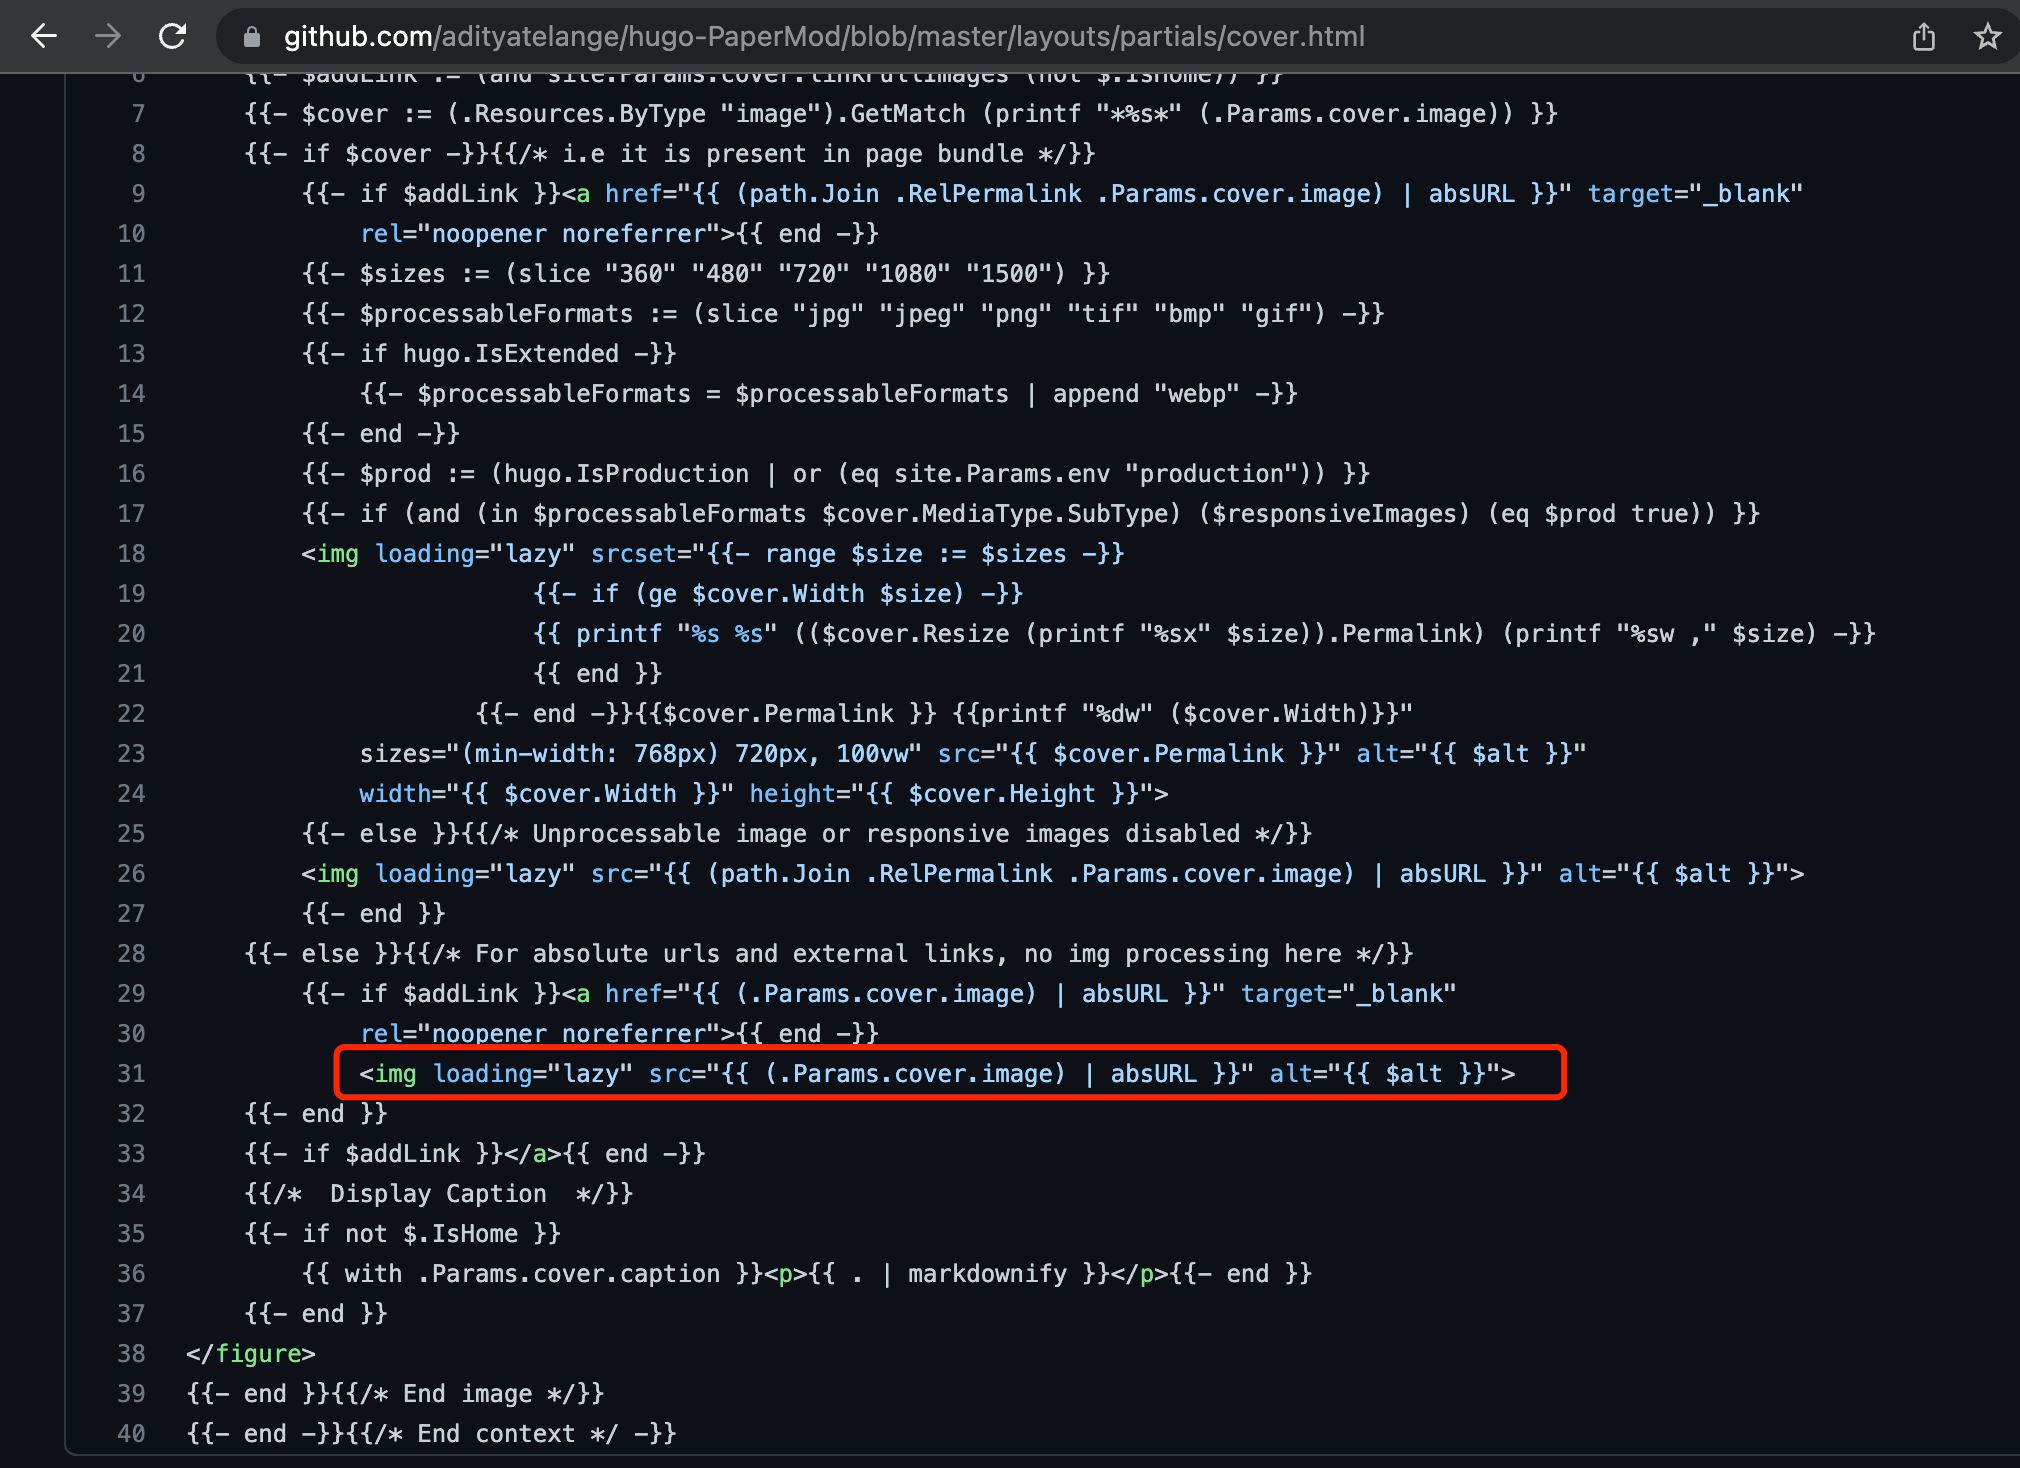 github.com/adityatelange/hugo-PaperMod/blob/master/layouts/partials/cover.html
6 {{- $addLink := (and site.Params.cover.linkFullImages (not $.IsHome)) }}
7 {{- $cover := (.Resources.ByType "image").GetMatch (printf "*%s*" (.Params.cover.image)) }}
8 {{- if $cover -}}{{/* i.e it is present in page bundle */}}
9 {{- if $addLink }}<a href="{{ (path.Join .RelPermalink .Params.cover.image) | absURL }}" target="_blank"
10 rel="noopener noreferrer">{{ end -}}
11 {{- $sizes := (slice "360" "480" "720" "1080" "1500") }}
12 {{- $processableFormats := (slice "jpg" "jpeg" "png" "tif" "bmp" "gif") -}}
13 {{- if hugo.IsExtended -}}
14 {{- $processableFormats = $processableFormats | append "webp" -}}
15 {{- end -}}
16 {{- $prod := (hugo.IsProduction | or (eq site.Params.env "production")) }}
17 {{- if (and (in $processableFormats $cover.MediaType.SubType) ($responsiveImages) (eq $prod true)) }}
18 <img loading="lazy" srcset="{{- range $size := $sizes -}}
19 {{- if (ge $cover.Width $size) -}}
20 {{ printf "%s %s" (($cover.Resize (printf "%sx" $size)).Permalink) (printf "%sw ," $size) -}}
21 {{ end }}
22 {{- end -}}{{$cover.Permalink }} {{printf "%dw" ($cover.Width)}}"
23 sizes="(min-width: 768px) 720px, 100vw" src="{{ $cover.Permalink }}" alt="{{ $alt }}"
24 width="{{ $cover.Width }}" height="{{ $cover.Height }}">
25 {{- else }}{{/* Unprocessable image or responsive images disabled */}}
26 <img loading="lazy" src="{{ (path.Join .RelPermalink .Params.cover.image) | absURL }}" alt="{{ $alt }}">
27 {{- end }}
28 {{- else }}{{/* For absolute urls and external links, no img processing here */}}
29 {{- if $addLink }}<a href="{{ (.Params.cover.image) | absURL }}" target="_blank"
30 rel="noopener noreferrer">{{ end -}}
31 <img loading="lazy" src="{{ (.Params.cover.image) | absURL }}" alt="{{ $alt }}">
32 {{- end }}
33 {{- if $addLink }}</a>{{ end -}}
34 {{/*  Display Caption  */}}
35 {{- if not $.IsHome }}
36 {{ with .Params.cover.caption }}<p>{{ . | markdownify }}</p>{{- end }}
37 {{- end }}
38 </figure>
39 {{- end }}{{/* End image */}}
40 {{- end -}}{{/* End context */ -}}